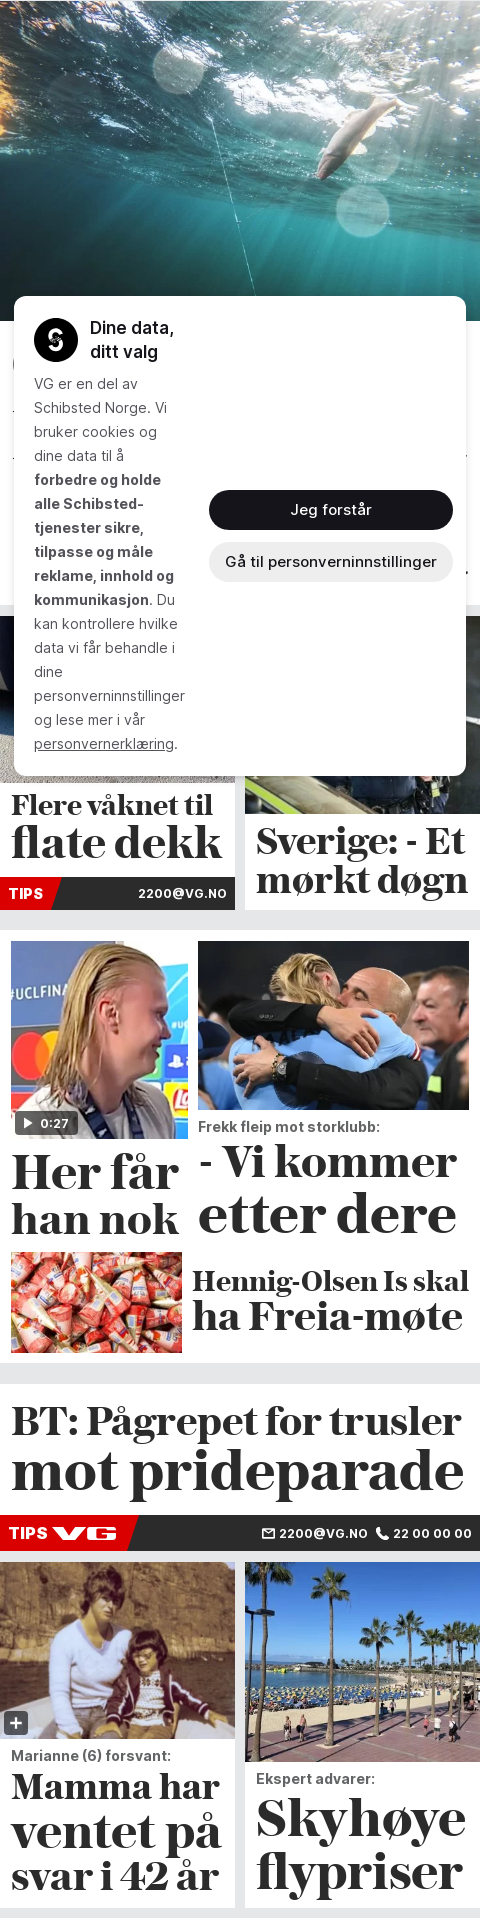 Dine data,
ditt valg
VG er en del av
Schibsted Norge. Vi
bruker cookies og
dine data til å
forbedre og holde
alle Schibsted-
tjenester sikre,
tilpasse og måle
reklame, innhold og
kommunikasjon. Du
kan kontrollere hvilke
data vi får behandle i
dine
personverninnstillinger
og lese mer i vår
personvernerklæring.
Jeg forstår
Gå til personverninnstillinger
Flere våknet til
flate dekk
TIPS 2200@VG.NO
Sverige: - Et
mørkt døgn
#UCLFINA
0:27
Her får
han nok
Frekk fleip mot storklubb:
- Vi kommer
etter dere
Hennig-Olsen Is skal
ha Freia-møte
BT: Pågrepet for trusler
mot prideparade
TIPS VG 2200@VG.NO 22 00 00 00
Marianne (6) forsvant:
Mamma har
ventet på
svar i 42 år
Ekspert advarer:
Skyhøye
flypriser